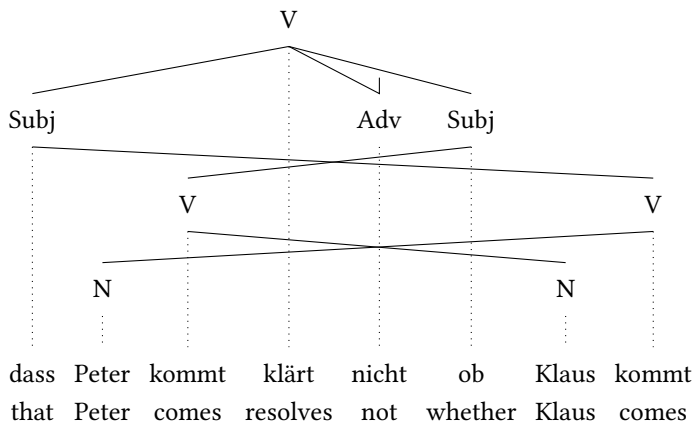 V
Subj Adv Subj
V V
N N
dass Peter kommt klärt nicht ob Klaus kommt
that Peter comes resolves not whether Klaus comes